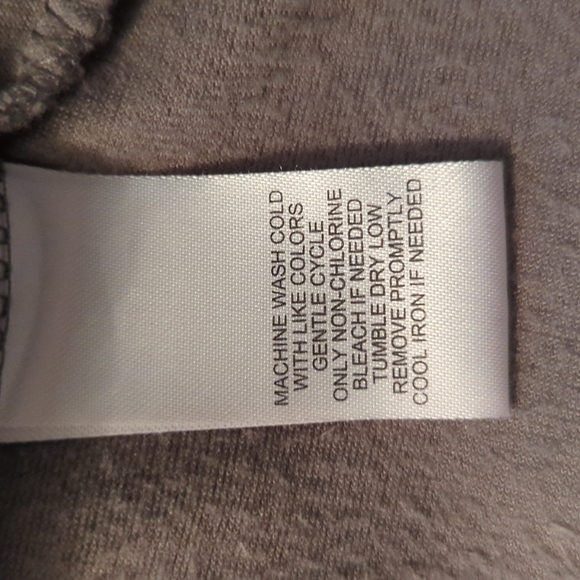 MACHINE WASH COLD
WITH LIKE COLORS
GENTLE CYCLE
ONLY NON-CHLORINE
BLEACH IF NEEDED
TUMBLE DRY LOW
REMOVE PROMPTLY
COOL IRON IF NEEDED